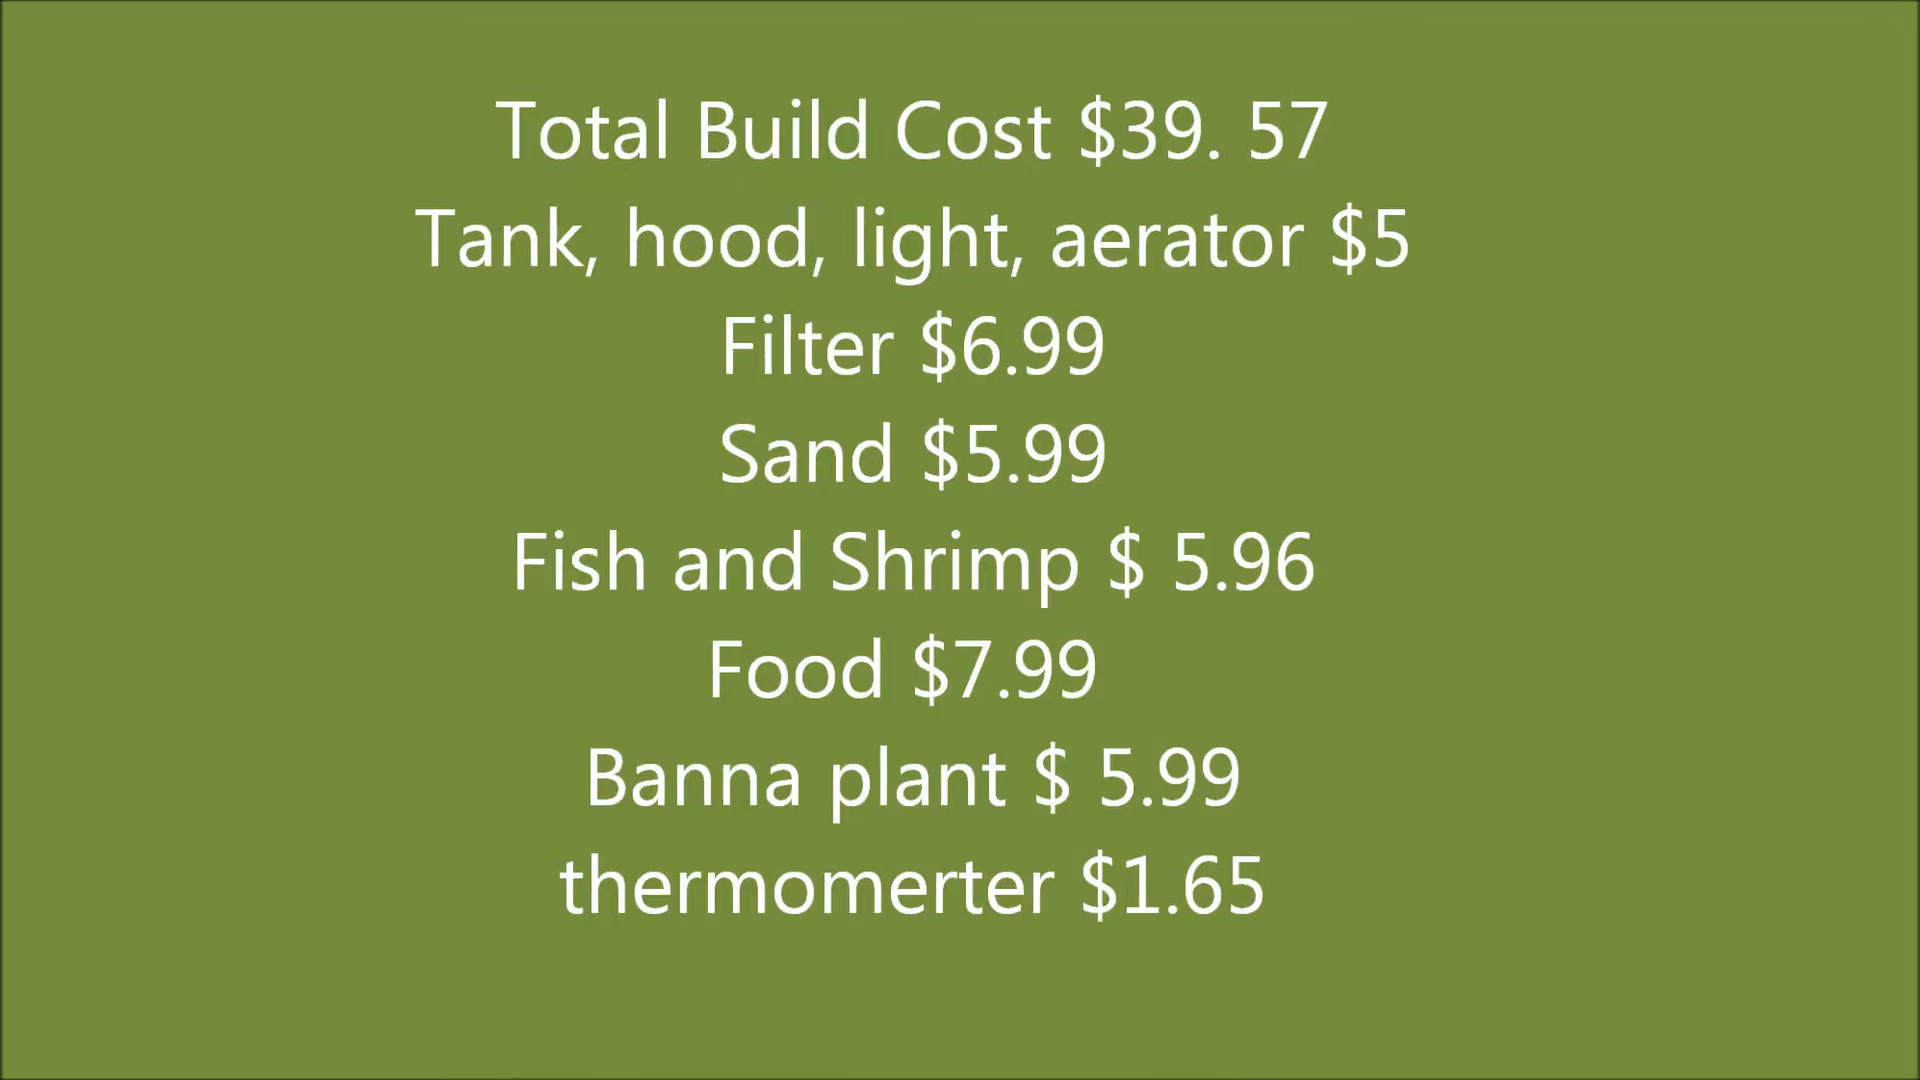 Total Build Cost $39. 57
Tank, hood, light, aerator $5
Filter $6.99
Sand $5.99
Fish and Shrimp $ 5.96
Food $7.99
Banna plant $ 5.99
thermomerter $1.65